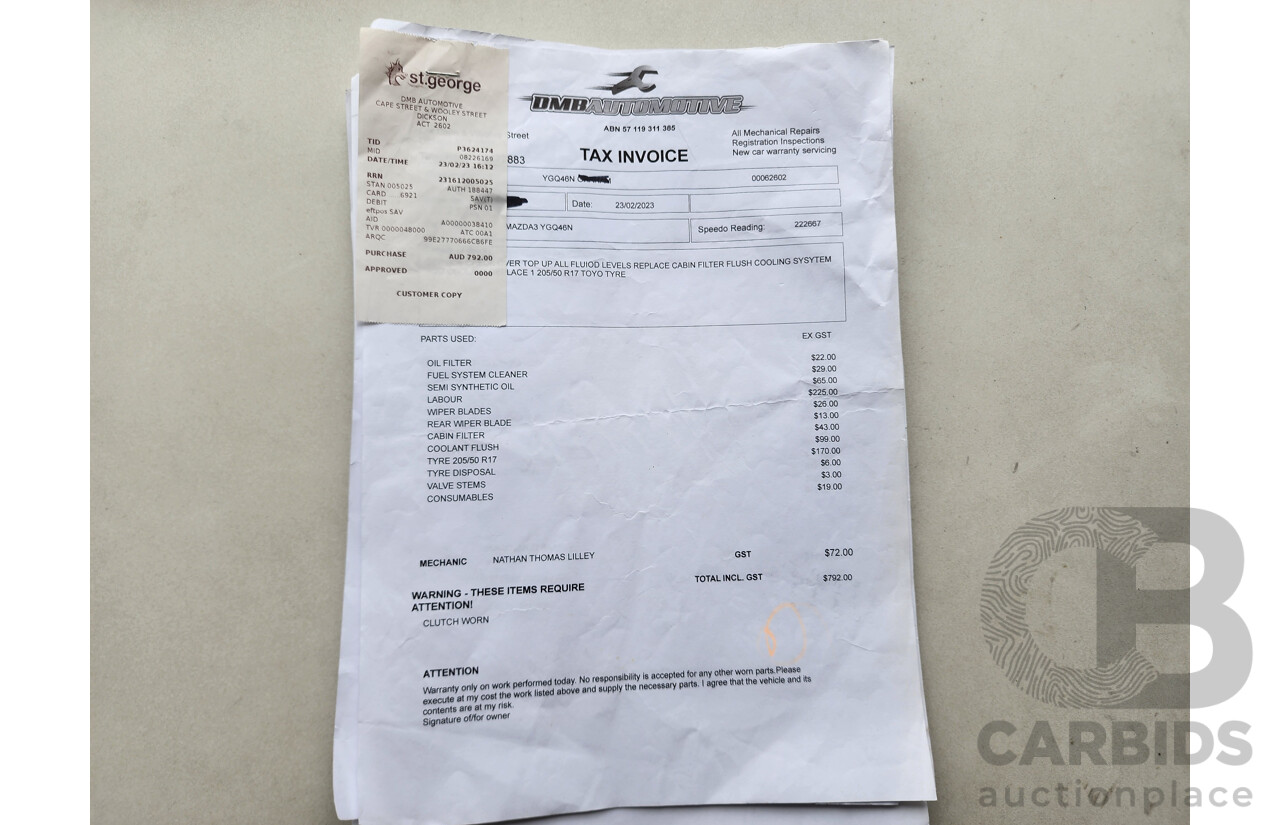 st.george
DMB AUTOMOTIVE
CAPE STREET & WOOLEY STREET
DICKSON
ACT 2602
TID P3624174
MID 08226169
DATE/TIME 23/02/23 16:12
RRN 231612005025
STAN 005025 AUTH 188447
CARD 6921 SAV(T)
DEBIT PSN 01
eftpos SAV
AID A00000038410
TVR 0000048000 ATC 00A1
ARQC 99E27770666CB6FE
PURCHASE AUD 792.00
APPROVED 0000
CUSTOMER COPY
DMBAUTOMOTIVE
ABN 57 119 311 385
Street
883
TAX INVOICE
All Mechanical Repairs
Registration Inspections
New car warranty servicing
YGQ46N 00062602
Date: 23/02/2023
MAZDA3 YGQ46N Speedo Reading: 222667
VER TOP UP ALL FLUIOD LEVELS REPLACE CABIN FILTER FLUSH COOLING SYSYTEM
LACE 1 205/50 R17 TOYO TYRE
PARTS USED: EX GST
OIL FILTER $22.00
FUEL SYSTEM CLEANER $29.00
SEMI SYNTHETIC OIL $65.00
LABOUR $225.00
WIPER BLADES $26.00
REAR WIPER BLADE $13.00
CABIN FILTER $43.00
COOLANT FLUSH $99.00
TYRE 205/50 R17 $170.00
TYRE DISPOSAL $6.00
VALVE STEMS $3.00
CONSUMABLES $19.00
MECHANIC NATHAN THOMAS LILLEY GST $72.00
TOTAL INCL. GST $792.00
WARNING - THESE ITEMS REQUIRE
ATTENTION!
CLUTCH WORN
ATTENTION
Warranty only on work performed today. No responsibility is accepted for any other worn parts.Please
execute at my cost the work listed above and supply the necessary parts. I agree that the vehicle and its
contents are at my risk.
Signature of/for owner
CARBIDS
auctionplace